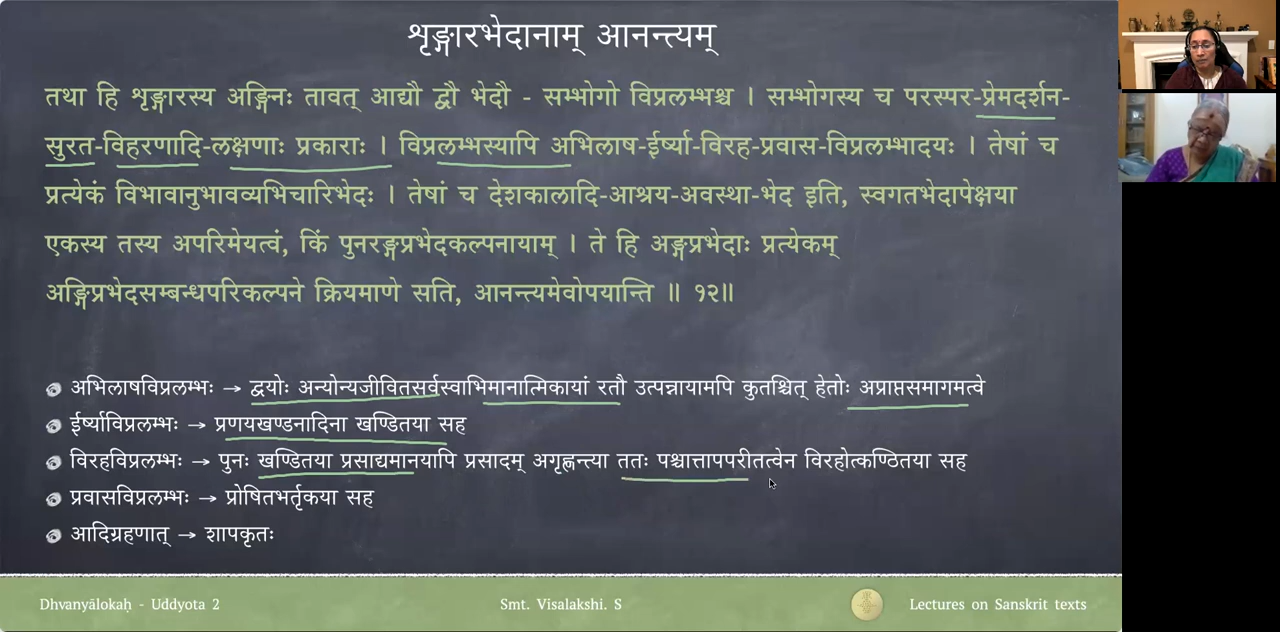 शृङ्गारभेदानाम् आनन्त्यम्
तथा हि शृङ्गारस्य अङ्गिनः तावत् आद्यौ द्वौ भेदौ - सम्भोगो विप्रलम्भश्च । सम्भोगस्य च परस्पर-प्रेमदर्शन-
सुरत-विहरणादि-लक्षणाः प्रकाराः । विप्रलम्भस्यापि अभिलाष-ईर्ष्या-विरह-प्रवास-विप्रलम्भादयः । तेषां च
प्रत्येकं विभावानुभावव्यभिचारिभेदः । तेषां च देशकालादि-आश्रय-अवस्था-भेद इति, स्वगतभेदापेक्षया
एकस्य तस्य अपरिमेयत्वं, किं पुनरङ्गप्रभेदकल्पनायाम् । ते हि अङ्गप्रभेदाः प्रत्येकम्
अङ्गिप्रभेदसम्बन्धपरिकल्पने क्रियमाणे सति, आनन्त्यमेवोपयान्ति ॥ १२॥
अभिलाषविप्रलम्भः → द्वयोः अन्योन्यजीवितसर्वस्वाभिमानात्मिकायां रतौ उत्पन्नायामपि कुतश्चित् हेतोः अप्राप्तसमागमत्वे
ईर्ष्याविप्रलम्भः → प्रणयखण्डनादिना खण्डितया सह
विरहविप्रलम्भः → पुनः खण्डितया प्रसाद्यमानयापि प्रसादम् अगृह्णन्त्या ततः पश्चात्तापपरीतत्वेन विरहोत्कण्ठितया सह
प्रवासविप्रलम्भः → प्रोषितभर्तृकया सह
आदिग्रहणात् → शापकृतः
Dhvanyālokaḥ - Uddyota 2 Smt. Visalakshi. S Lectures on Sanskrit texts